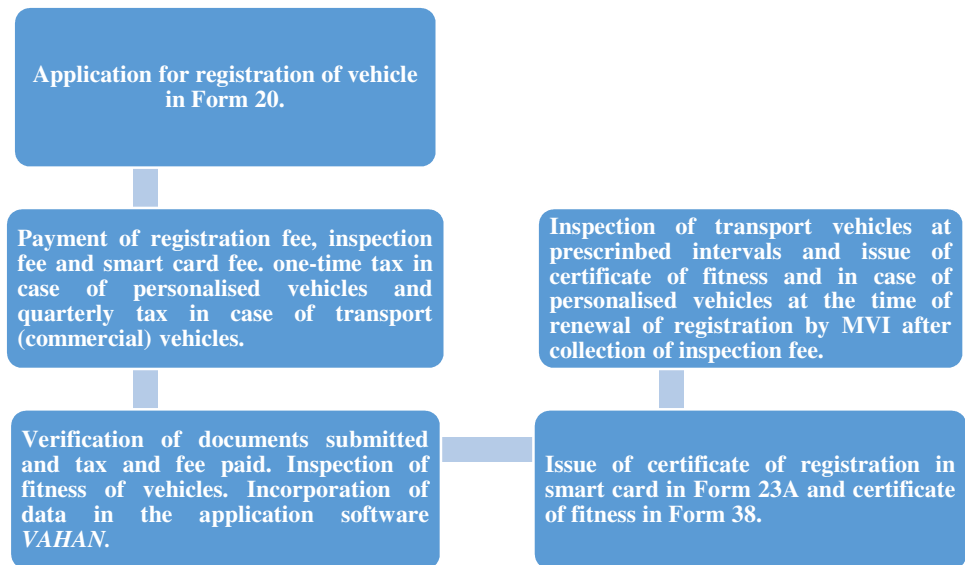 Application for registration of vehicle
in Form 20.
Payment of registration fee, inspection
fee and smart card fee. one-time tax in
case of personalised vehicles and
quarterly tax in case of transport
(commercial) vehicles.
Verification of documents submitted
and tax and fee paid. Inspection of
fitness of vehicles. Incorporation of
data in the application software
VAHAN.
Issue of certificate of registration in
smart card in Form 23A and certificate
of fitness in Form 38.
Inspection of transport vehicles at
prescrinbed intervals and issue of
certificate of fitness and in case of
personalised vehicles at the time of
renewal of registration by MVI after
collection of inspection fee.